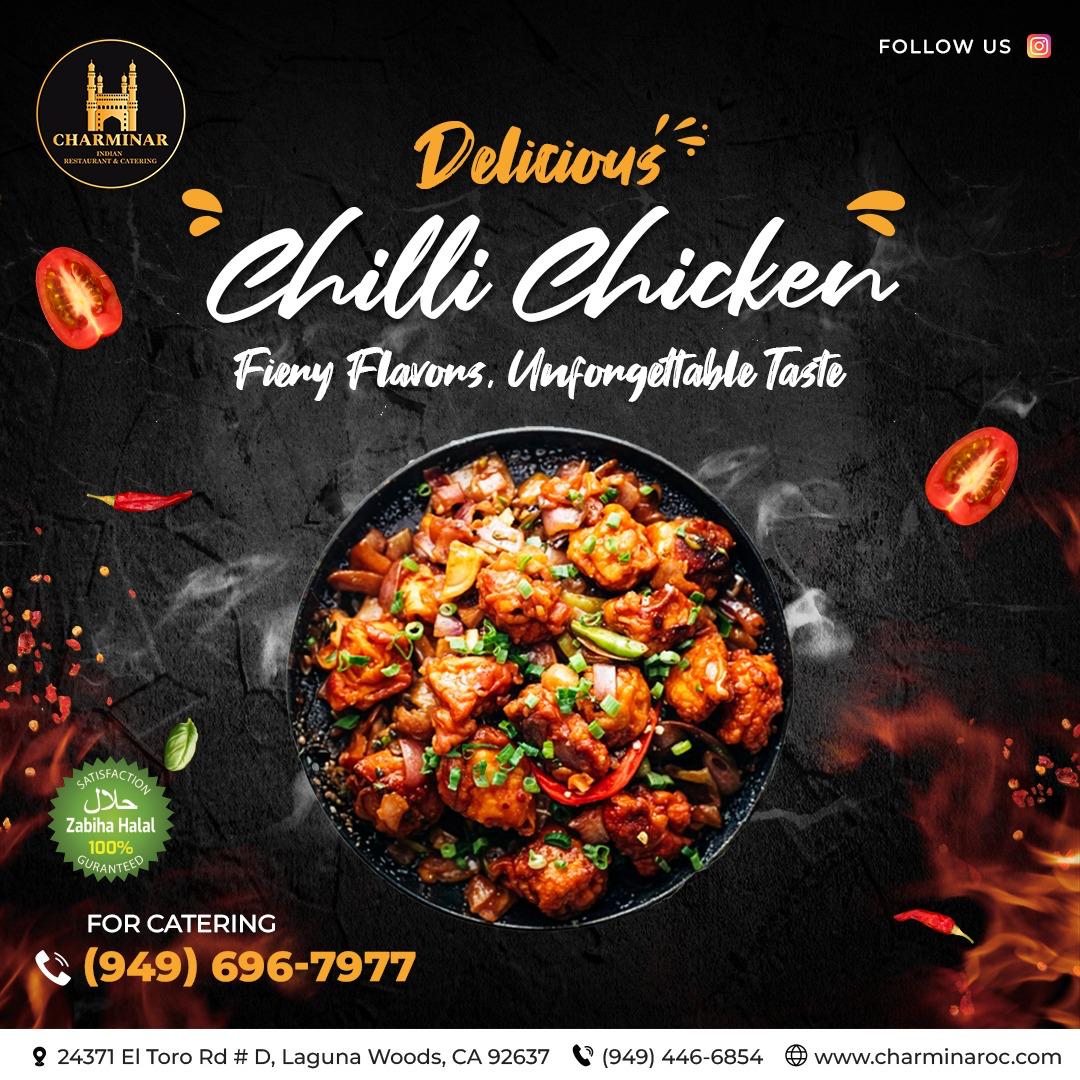 FOLLOW US
CHARMINAR
INDIAN
RESTAURANT & CATERING
Delicious
Chilli Chicken
Fiery Flavors, Unforgettable Taste
SATISFACTION
حلال
Zabiha Halal
100%
GURANTEED
FOR CATERING
(949) 696-7977
24371 El Toro Rd # D, Laguna Woods, CA 92637 (949) 446-6854 www.charminaroc.com